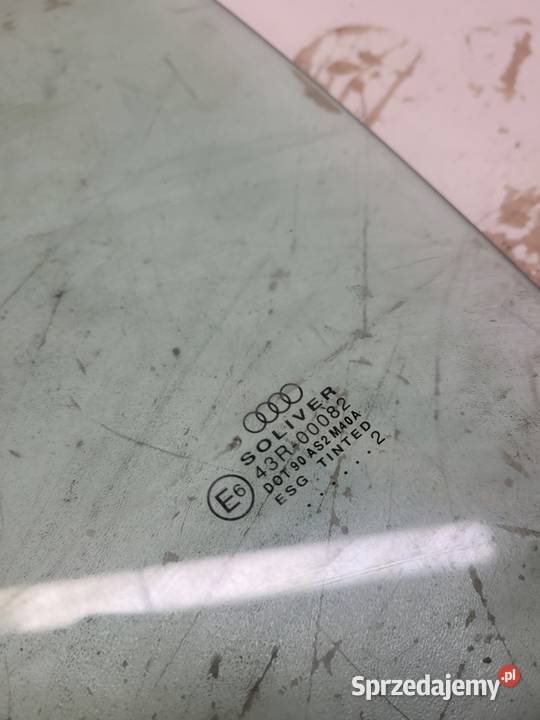 SOLIVER
43R-00082
DOT 90 AS2 M40A
ESG TINTED
......2
E6
Sprzedajemy.pl